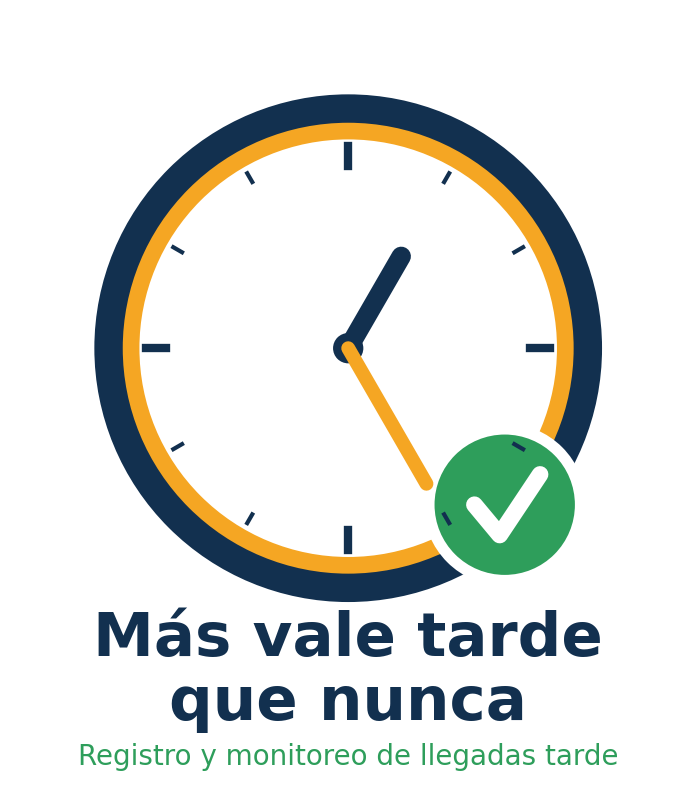 Más vale tarde
que nunca
Registro y monitoreo de llegadas tarde